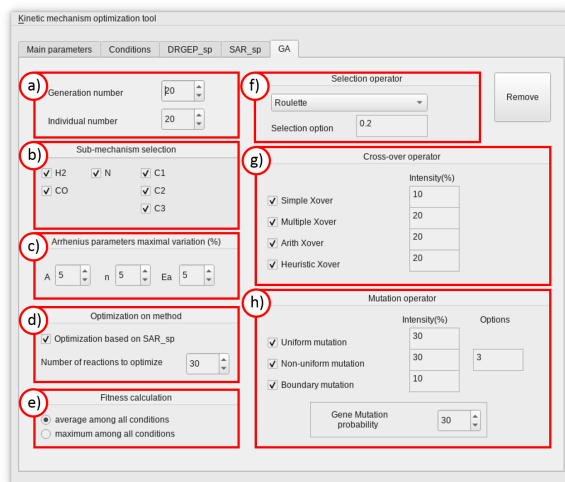 Kinetic mechanism optimization tool
Main parameters Conditions DRGEP_sp SAR_sp GA
a)
Generation number 20
Individual number 20
b)
Sub-mechanism selection
H2 N C1
CO C2
C3
c)
Arrhenius parameters maximal variation (%)
A 5 n 5 Ea 5
d)
Optimization on method
Optimization based on SAR_sp
Number of reactions to optimize 30
e)
Fitness calculation
average among all conditions
maximum among all conditions
f)
Selection operator
Roulette
Selection option 0.2
Remove
g)
Cross-over operator
Intensity(%)
Simple Xover 10
Multiple Xover 20
Arith Xover 20
Heuristic Xover 20
h)
Mutation operator
Intensity(%) Options
Uniform mutation 30
Non-uniform mutation 30 3
Boundary mutation 10
Gene Mutation
probability 30